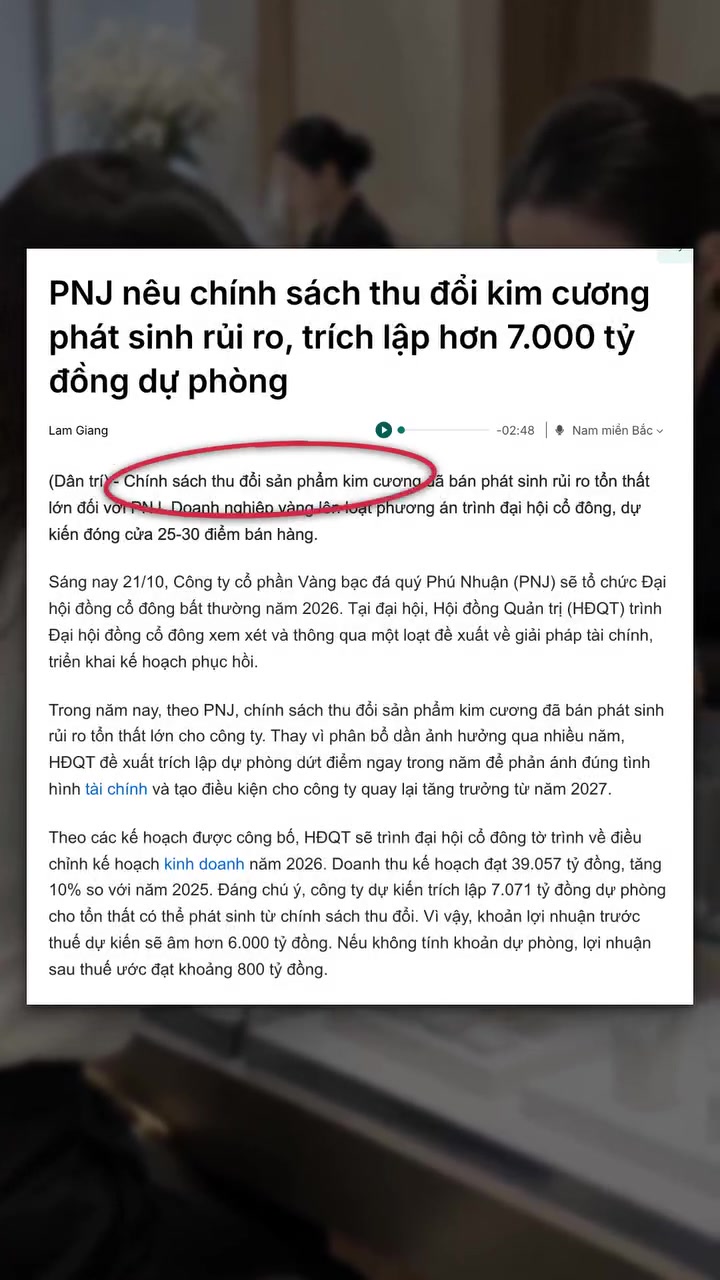 PNJ nêu chính sách thu đổi kim cương
phát sinh rủi ro, trích lập hơn 7.000 tỷ
đồng dự phòng
Lam Giang
-02:48
Nam miền Bắc
(Dân trí) - Chính sách thu đổi sản phẩm kim cương đã bán phát sinh rủi ro tổn thất
lớn đối với PNJ. Doanh nghiệp vàng lên loạt phương án trình đại hội cổ đông, dự
kiến đóng cửa 25-30 điểm bán hàng.
Sáng nay 21/10, Công ty cổ phần Vàng bạc đá quý Phú Nhuận (PNJ) sẽ tổ chức Đại
hội đồng cổ đông bất thường năm 2026. Tại đại hội, Hội đồng Quản trị (HĐQT) trình
Đại hội đồng cổ đông xem xét và thông qua một loạt đề xuất về giải pháp tài chính,
triển khai kế hoạch phục hồi.
Trong năm nay, theo PNJ, chính sách thu đổi sản phẩm kim cương đã bán phát sinh
rủi ro tổn thất lớn cho công ty. Thay vì phân bổ dần ảnh hưởng qua nhiều năm,
HĐQT đề xuất trích lập dự phòng dứt điểm ngay trong năm để phản ánh đúng tình
hình tài chính và tạo điều kiện cho công ty quay lại tăng trưởng từ năm 2027.
Theo các kế hoạch được công bố, HĐQT sẽ trình đại hội cổ đông tờ trình về điều
chỉnh kế hoạch kinh doanh năm 2026. Doanh thu kế hoạch đạt 39.057 tỷ đồng, tăng
10% so với năm 2025. Đáng chú ý, công ty dự kiến trích lập 7.071 tỷ đồng dự phòng
cho tổn thất có thể phát sinh từ chính sách thu đổi. Vì vậy, khoản lợi nhuận trước
thuế dự kiến sẽ âm hơn 6.000 tỷ đồng. Nếu không tính khoản dự phòng, lợi nhuận
sau thuế ước đạt khoảng 800 tỷ đồng.